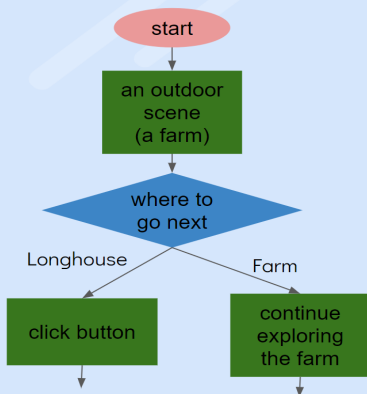 start
an outdoor
scene
(a farm)
where to
go next
Longhouse
Farm
click button
continue
exploring
the farm